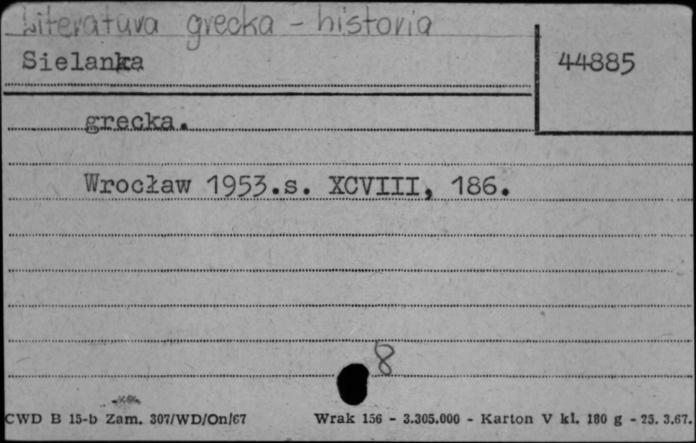 Literatura grecka - historia
Sielanka
44885
grecka.
Wrocław 1953.s. XCVIII, 186.
8
CWD B 15-b Zam. 307/WD/On/67 Wrak 156 - 3.305.000 - Karton V kl. 180 g - 25. 3.67.